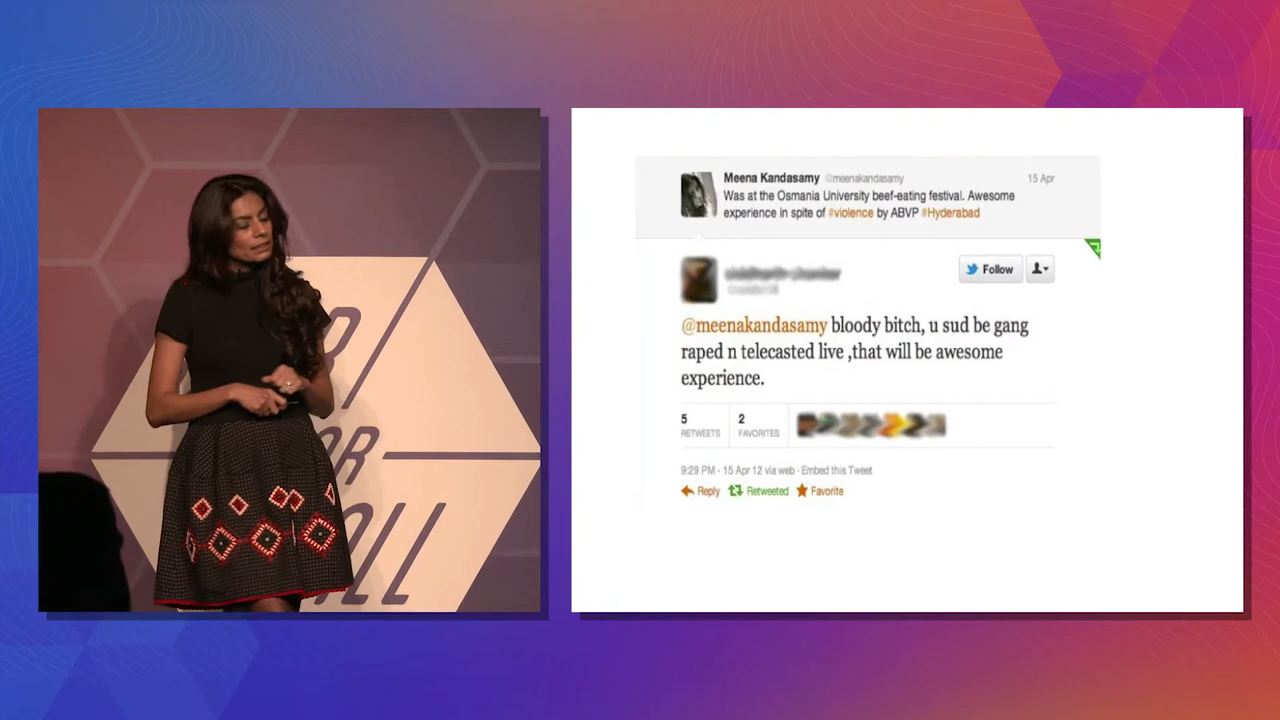 Meena Kandasamy @meenakandasamy 15 Apr
Was at the Osmania University beef-eating festival. Awesome
experience in spite of #violence by ABVP #Hyderabad
Follow
@meenakandasamy bloody bitch, u sud be gang
raped n telecasted live ,that will be awesome
experience.
5 2
RETWEETS FAVORITES
9:29 PM - 15 Apr 12 via web · Embed this Tweet
Reply Retweeted Favorite